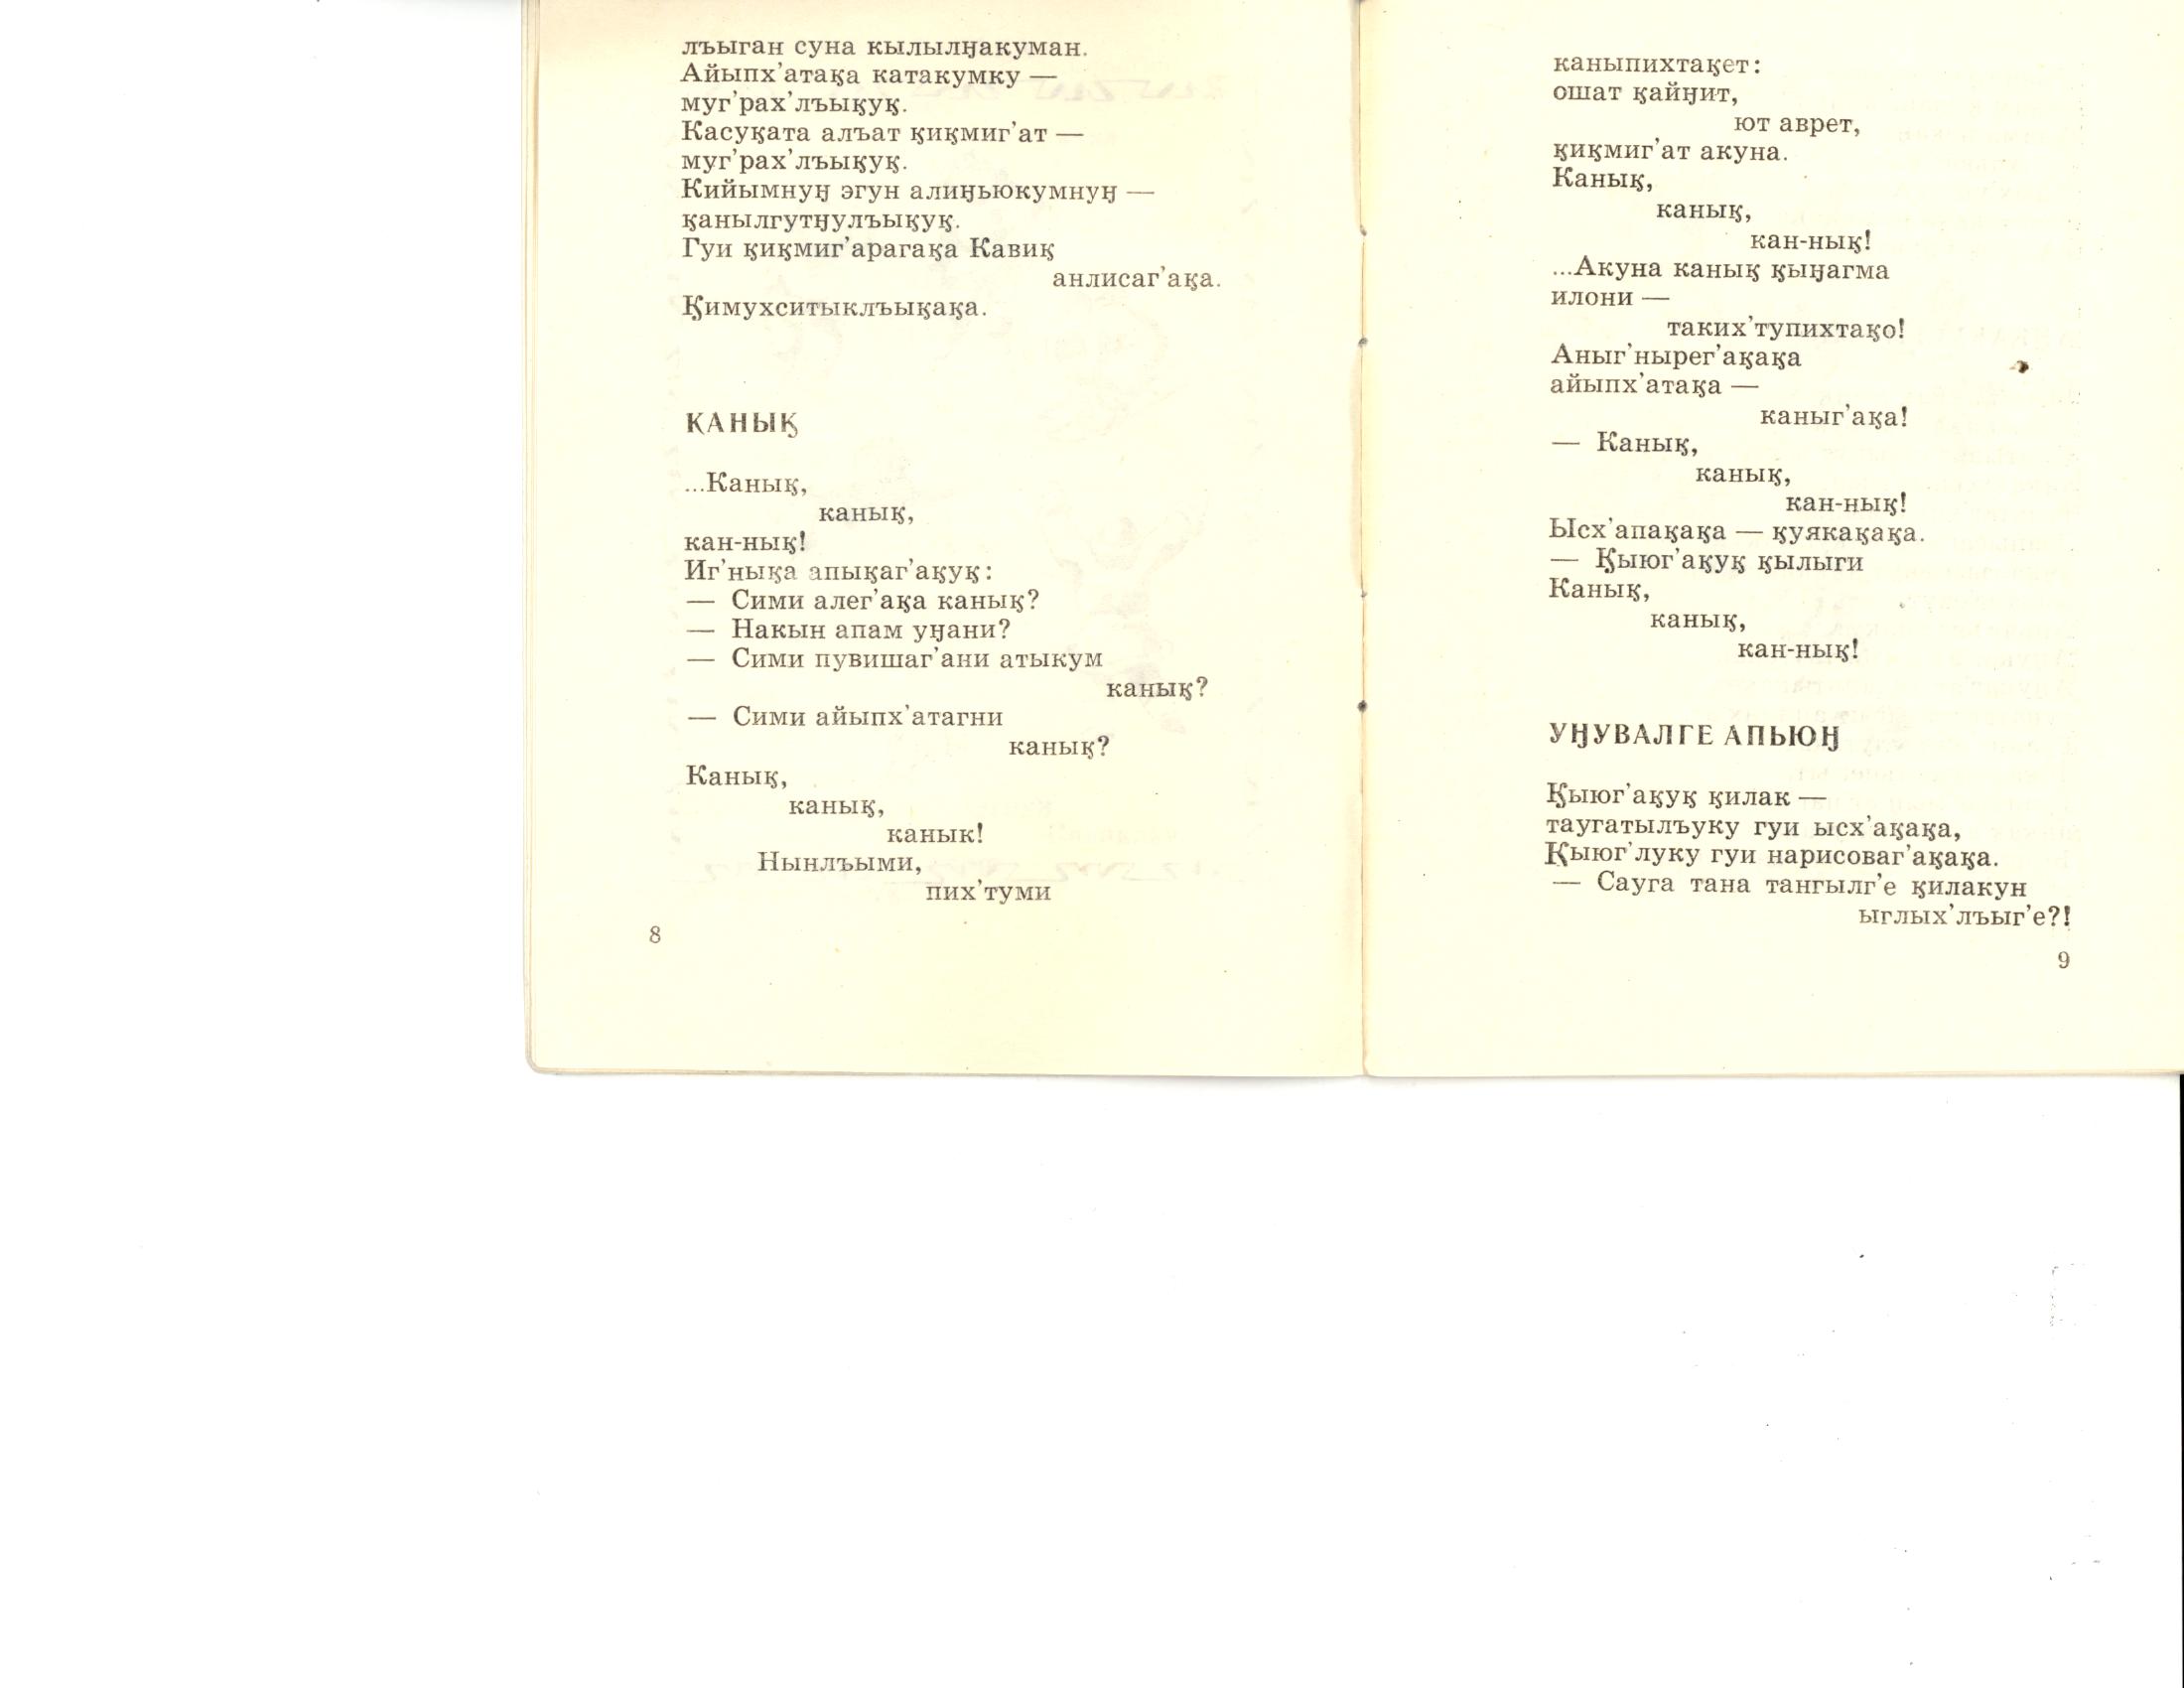 лъыган суна кылылӈакуман.
Айыпх’атаӄа катакумку —
муг’рах’лъыӄуӄ.
Касуӄата алъат ӄиӄмиг’ат —
муг’рах’лъыӄуӄ.
Кийымнуӈ эгун алиӈьюкумнуӈ —
ӄанылгутӈулъыӄуӄ.
Гуи ӄиӄмиг’арагаӄа Кавиӄ
анлисаг’аӄа.
Ӄимухситыклъыӄаӄа.
КАНЫӄ
...Каныӄ,
каныӄ,
кан-ныӄ!
Иг’ныӄа апыӄаг’аӄуӄ:
— Сими алег’аӄа каныӄ?
— Накын апам уӈани?
— Сими пувишаг’ани атыкум
каныӄ?
— Сими айыпх’атагни
каныӄ?
Каныӄ,
каныӄ,
канык!
Нынлъыми,
пих’туми
8
каныпихтаӄет:
ошат ӄайӈит,
ют аврет,
ӄиӄмиг’ат акуна.
Каныӄ,
каныӄ,
кан-ныӄ!
...Акуна каныӄ ӄыӈагма
илони —
таких’тупихтаӄо!
Аныг’нырег’аӄаӄа
айыпх’атаӄа —
каныг’аӄа!
— Каныӄ,
каныӄ,
кан-ныӄ!
Ысх’апаӄаӄа — ӄуякаӄаӄа.
— Ӄыюг’аӄуӄ ӄылыги
Каныӄ,
каныӄ,
кан-ныӄ!
УӇУВАЛГЕ АПЬЮӇ
Ӄыюг’аӄуӄ ӄилак —
таугатылъуку гуи ысх’аӄаӄа,
Ӄыюг’луку гуи нарисоваг’аӄаӄа.
— Сауга тана тангылг’е ӄилакун
ыглых’лъыг’е?!
9